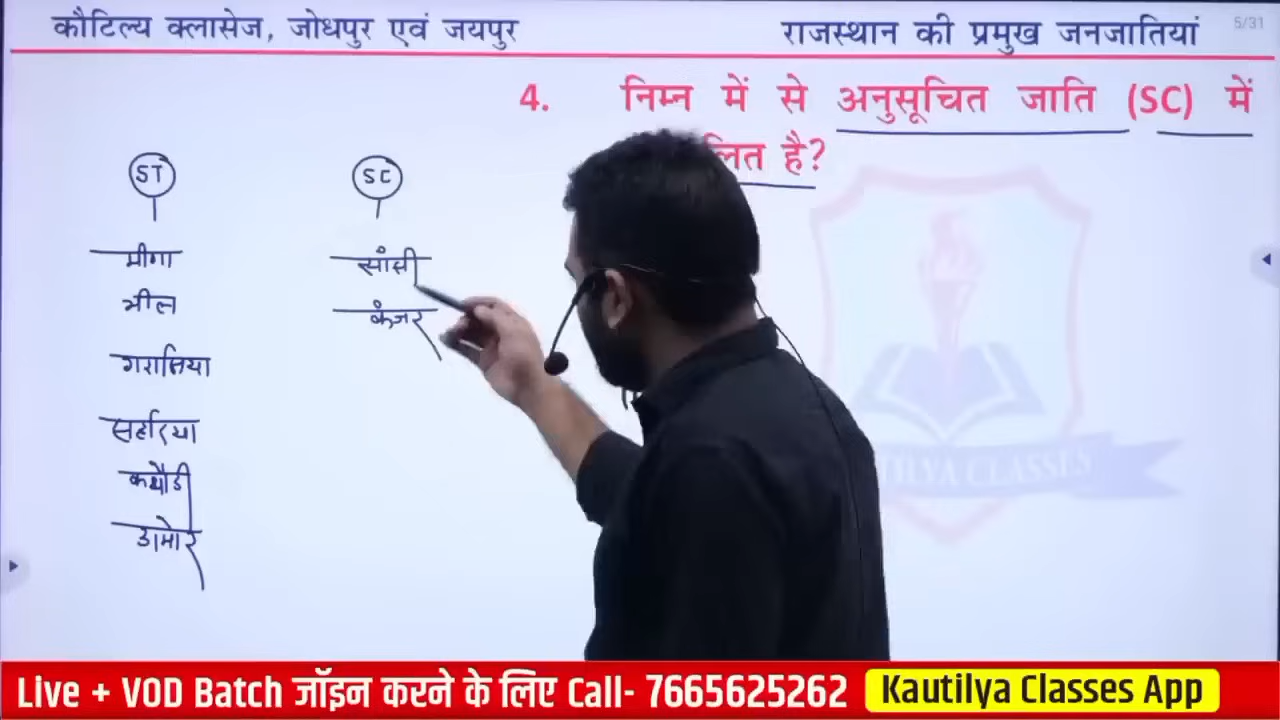 कौटिल्य क्लासेज, जोधपुर एवं जयपुर
राजस्थान की प्रमुख जनजातियां
5/31
4. निम्न में से अनुसूचित जाति (SC) में
है?
ST
मीणा
भील
गरासिया
सहरिया
कथौडी
डामोर
SC
सांसी
कंजर
CLASSES
Live + VOD Batch जॉइन करने के लिए Call- 7665625262
Kautilya Classes App